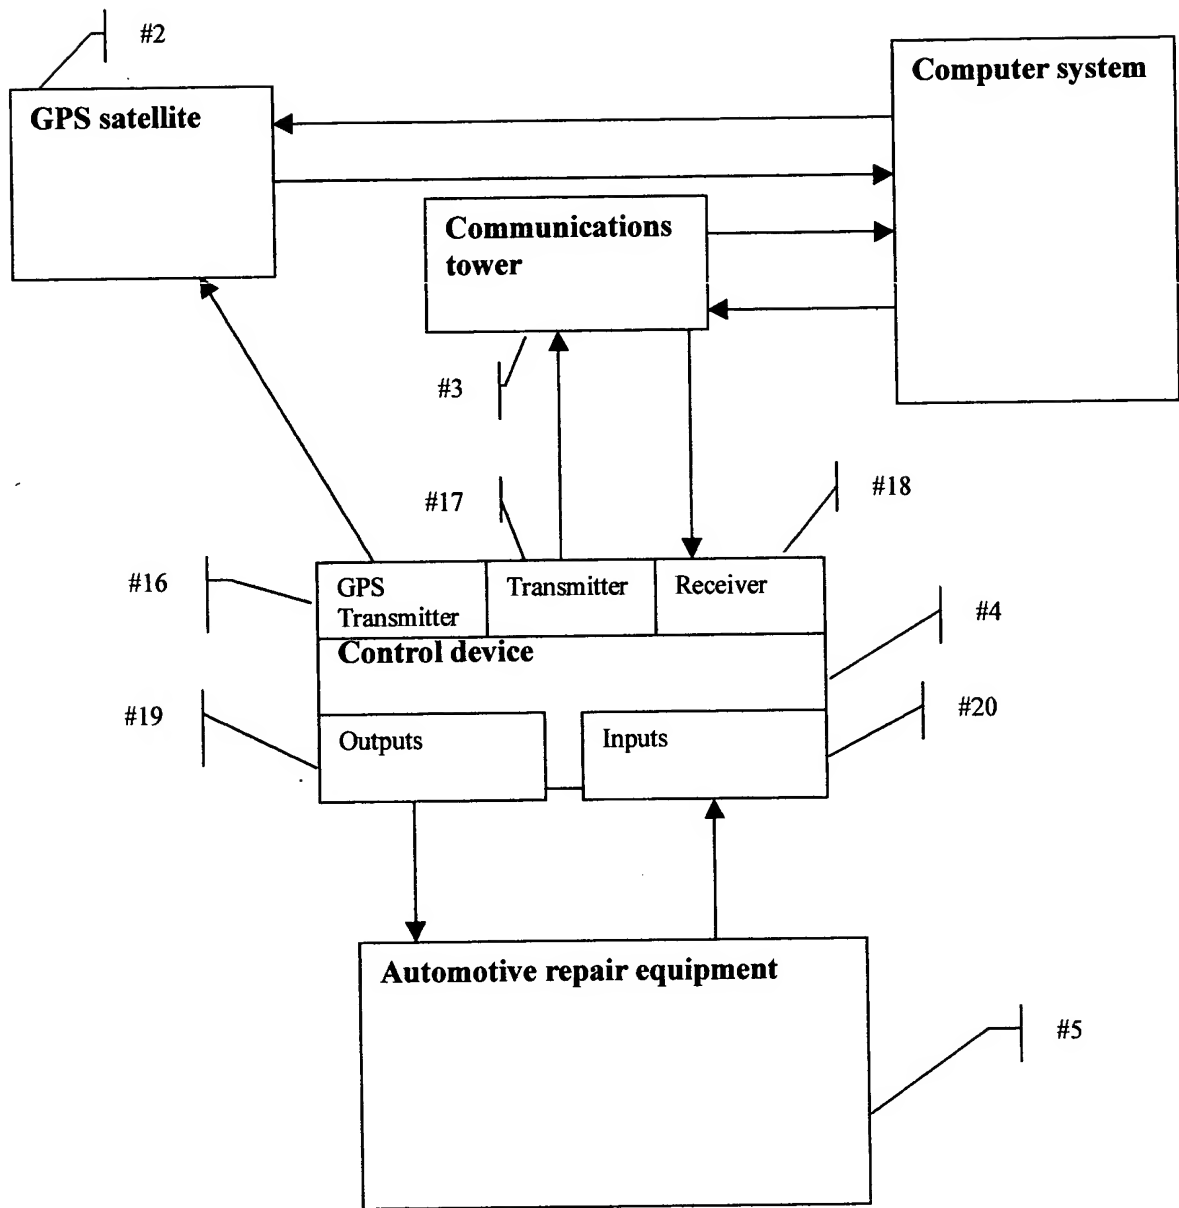 #2
Computer system
GPS satellite
Communications
tower
#3
#17
#18
#16
GPS
Transmitter
Transmitter
Receiver
#4
Control device
#19
#20
Outputs
Inputs
Automotive repair equipment
#5